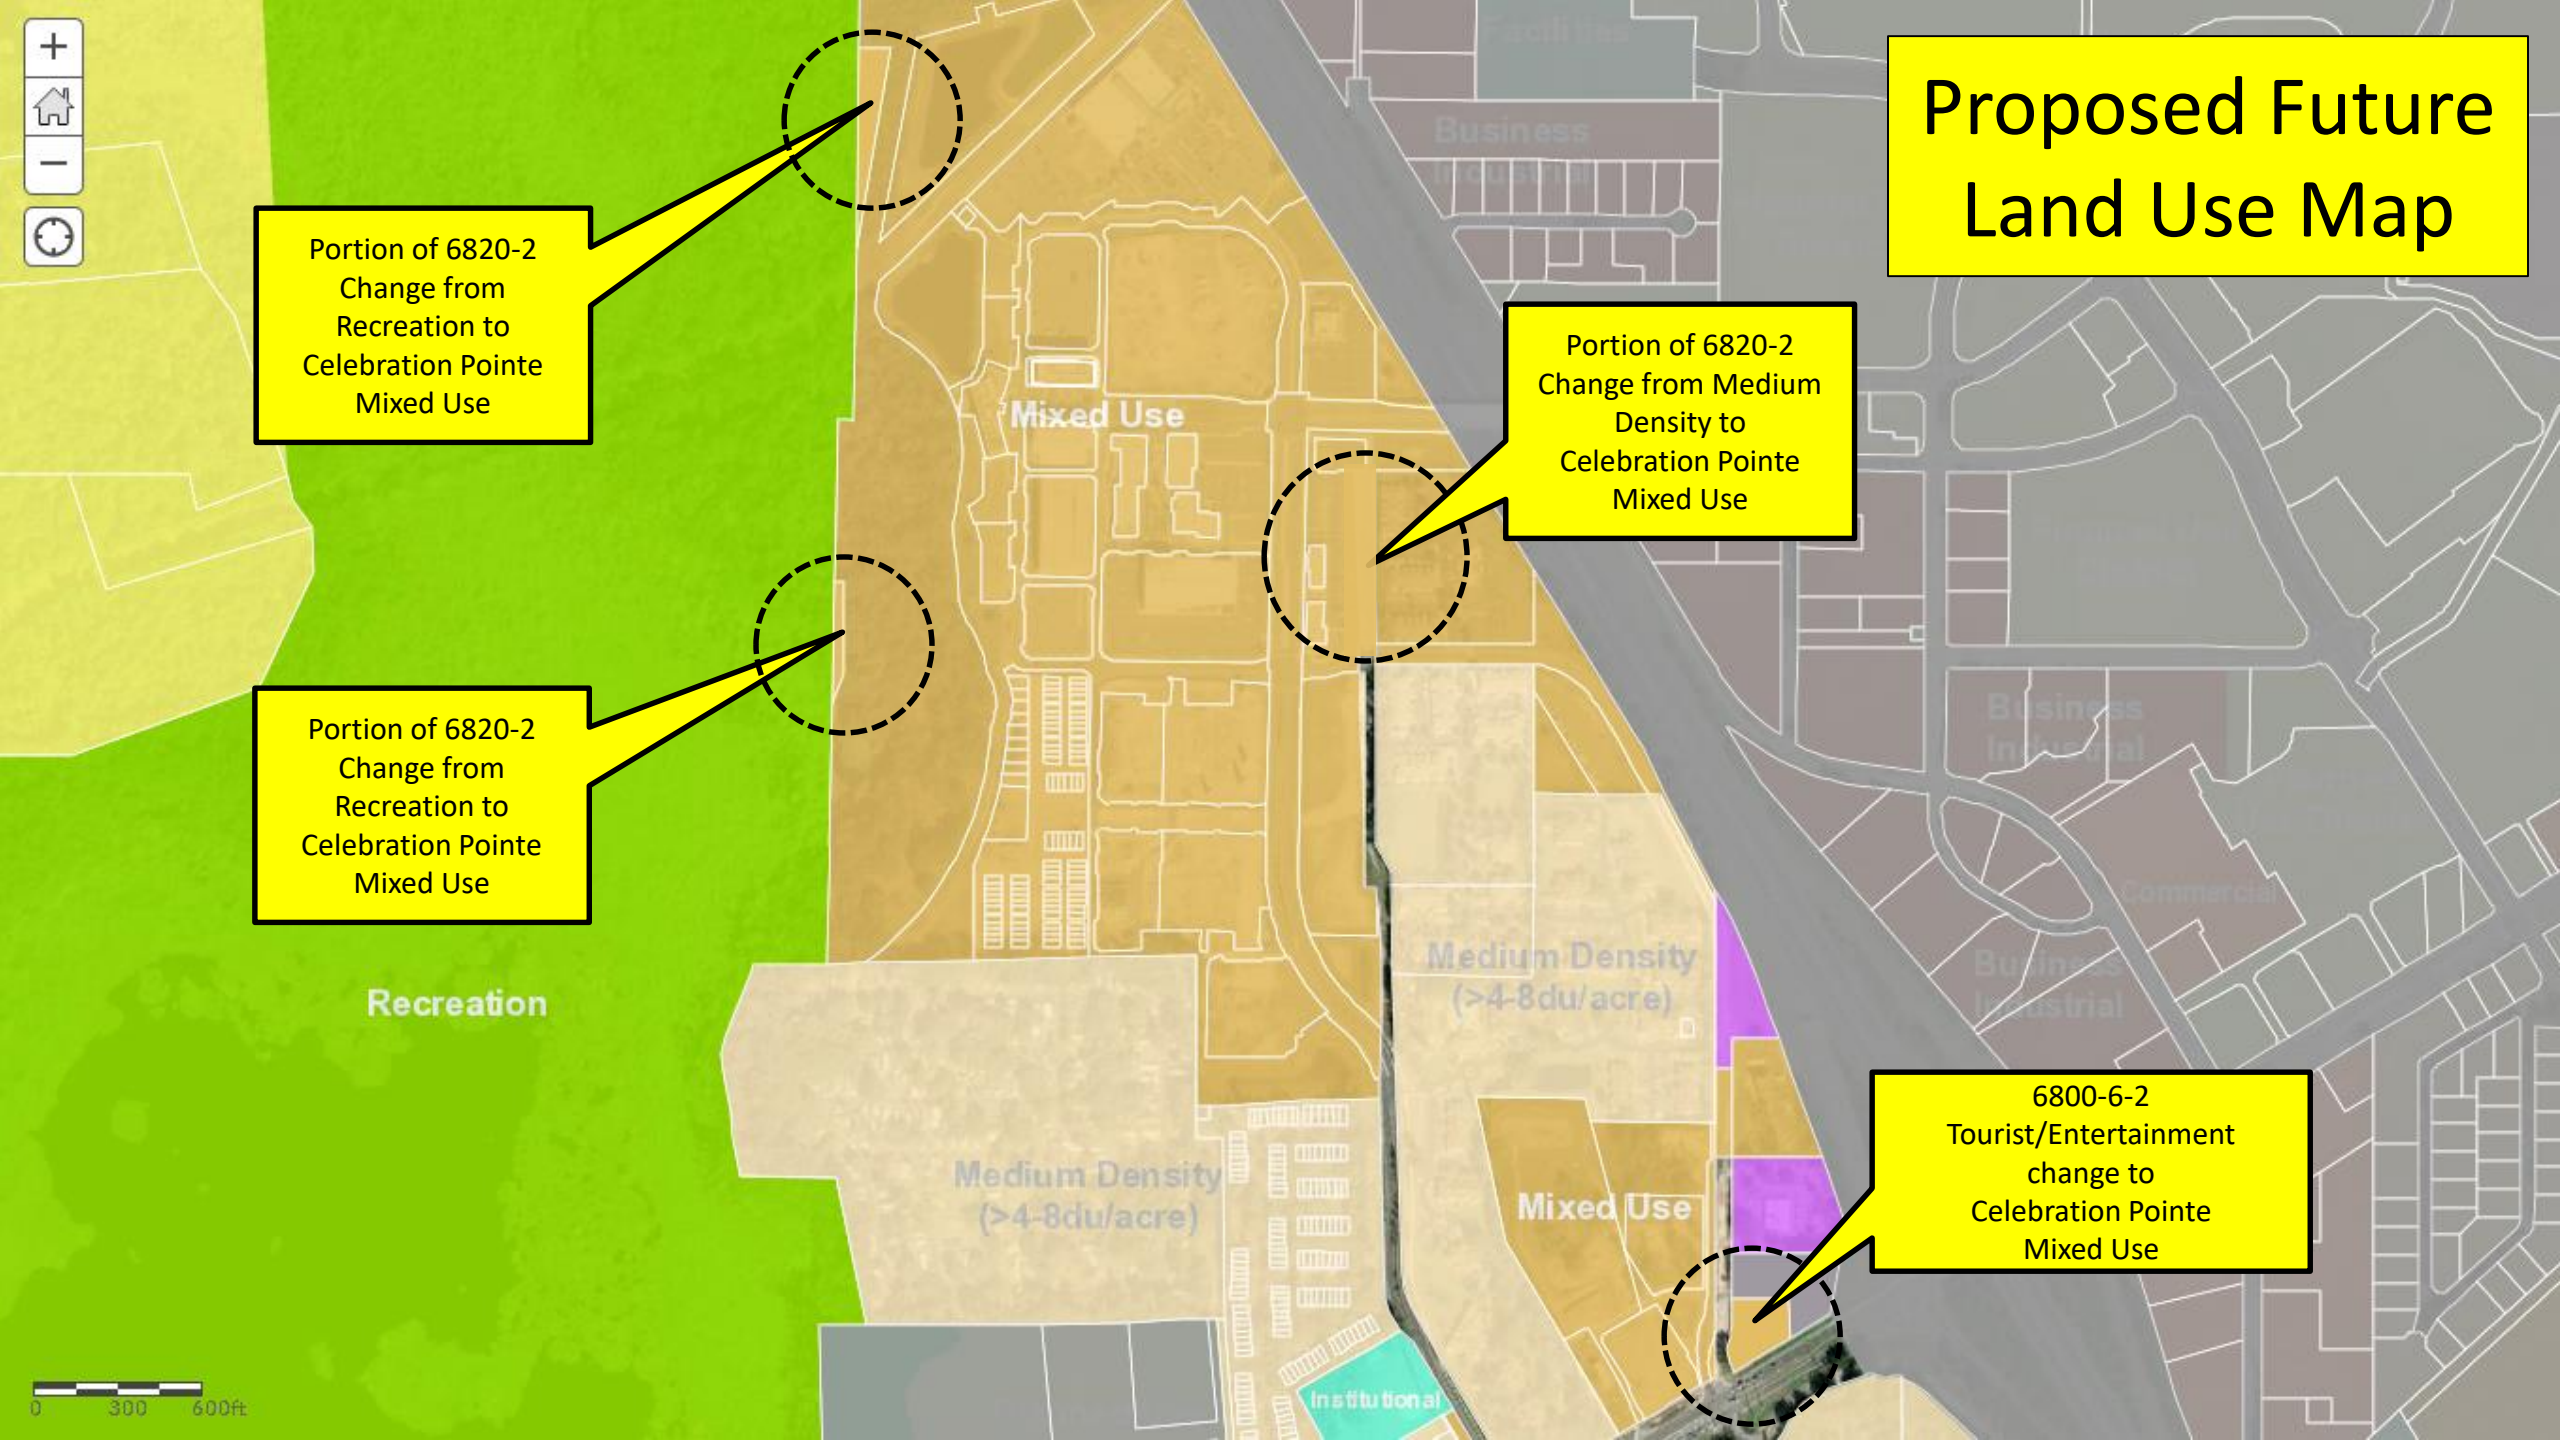 Proposed Future
Land Use Map
Facilities
Business
Industrial
Portion of 6820-2
Change from
Recreation to
Celebration Pointe
Mixed Use
Portion of 6820-2
Change from Medium
Density to
Celebration Pointe
Mixed Use
Mixed Use
Portion of 6820-2
Change from
Recreation to
Celebration Pointe
Mixed Use
Business
Industrial
Commercial
Medium Density
(>4-8du/acre)
Business
Industrial
Recreation
6800-6-2
Tourist/Entertainment
change to
Celebration Pointe
Mixed Use
Medium Density
(>4-8du/acre)
Mixed Use
Institutional
0 300 600ft